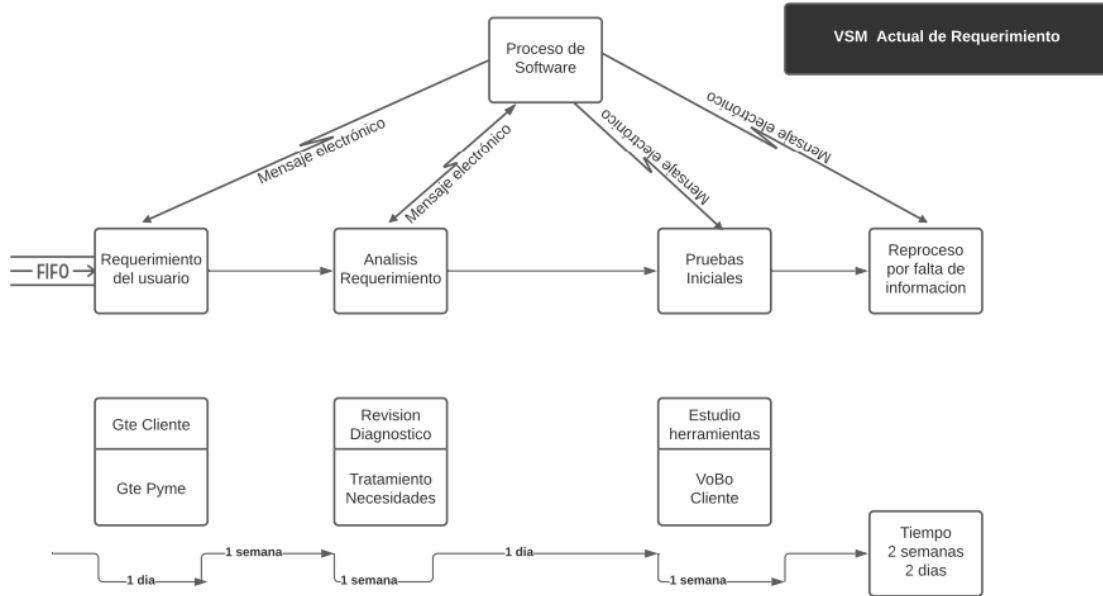 Proceso de
Software
VSM Actual de Requerimiento
Mensaje electrónico
Mensaje electrónico
Mensaje electrónico
Mensaje electrónico
FIFO
Requerimiento
del usuario
Analisis
Requerimiento
Pruebas
Iniciales
Reproceso
por falta de
informacion
Gte Cliente
Gte Pyme
Revision
Diagnostico
Tratamiento
Necesidades
Estudio
herramientas
VoBo
Cliente
1 dia
1 semana
1 semana
1 dia
1 semana
Tiempo
2 semanas
2 dias